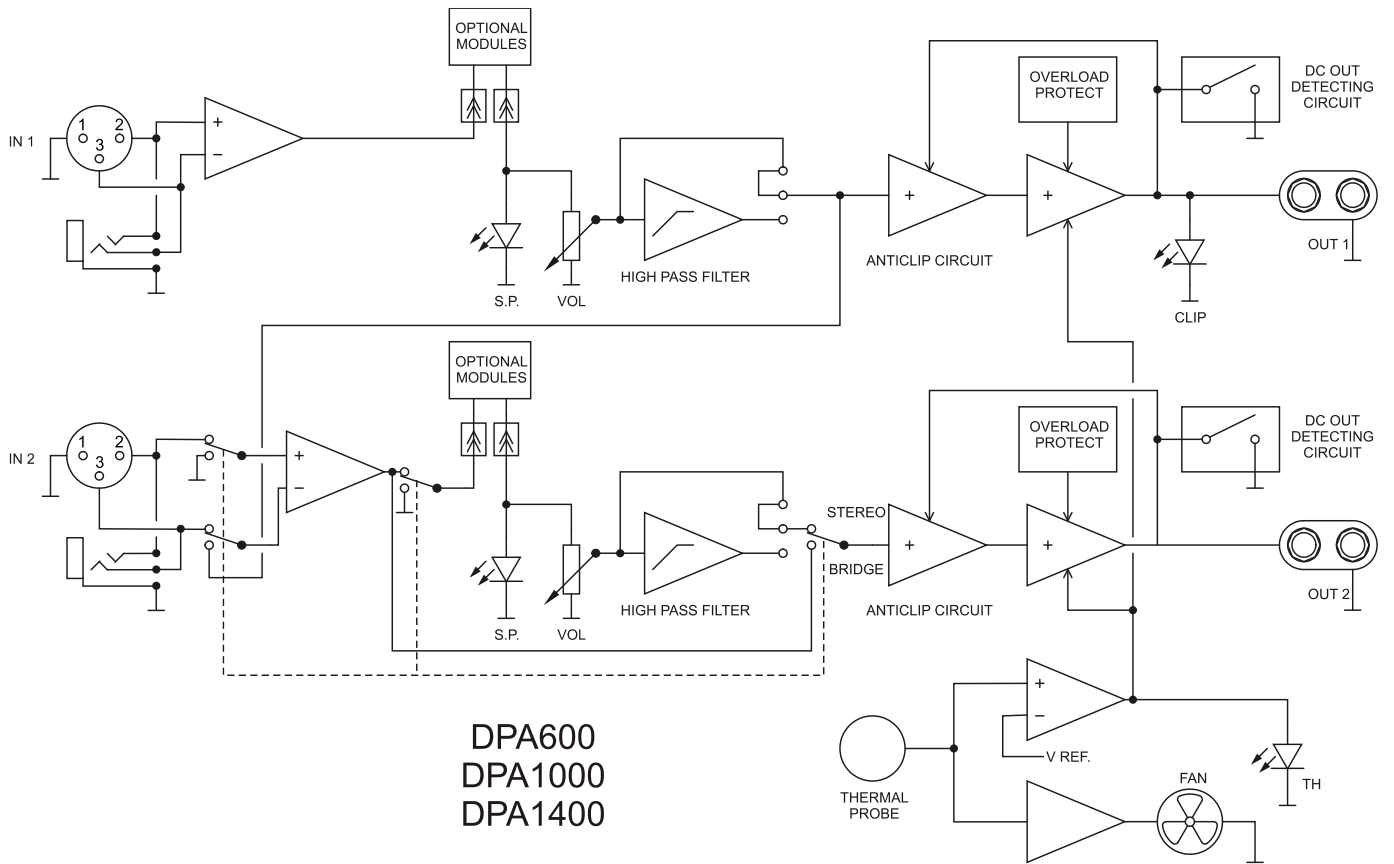 OPTIONAL
MODULES
OVERLOAD
PROTECT
DC OUT
DETECTING
CIRCUIT
IN 1
1
2
3
+
−
+
+
S.P.
VOL
HIGH PASS FILTER
ANTICLIP CIRCUIT
OUT 1
CLIP
OPTIONAL
MODULES
OVERLOAD
PROTECT
DC OUT
DETECTING
CIRCUIT
IN 2
1
2
3
+
−
STEREO
BRIDGE
+
+
S.P.
VOL
HIGH PASS FILTER
ANTICLIP CIRCUIT
OUT 2
+
−
V REF.
THERMAL
PROBE
FAN
TH
DPA600
DPA1000
DPA1400